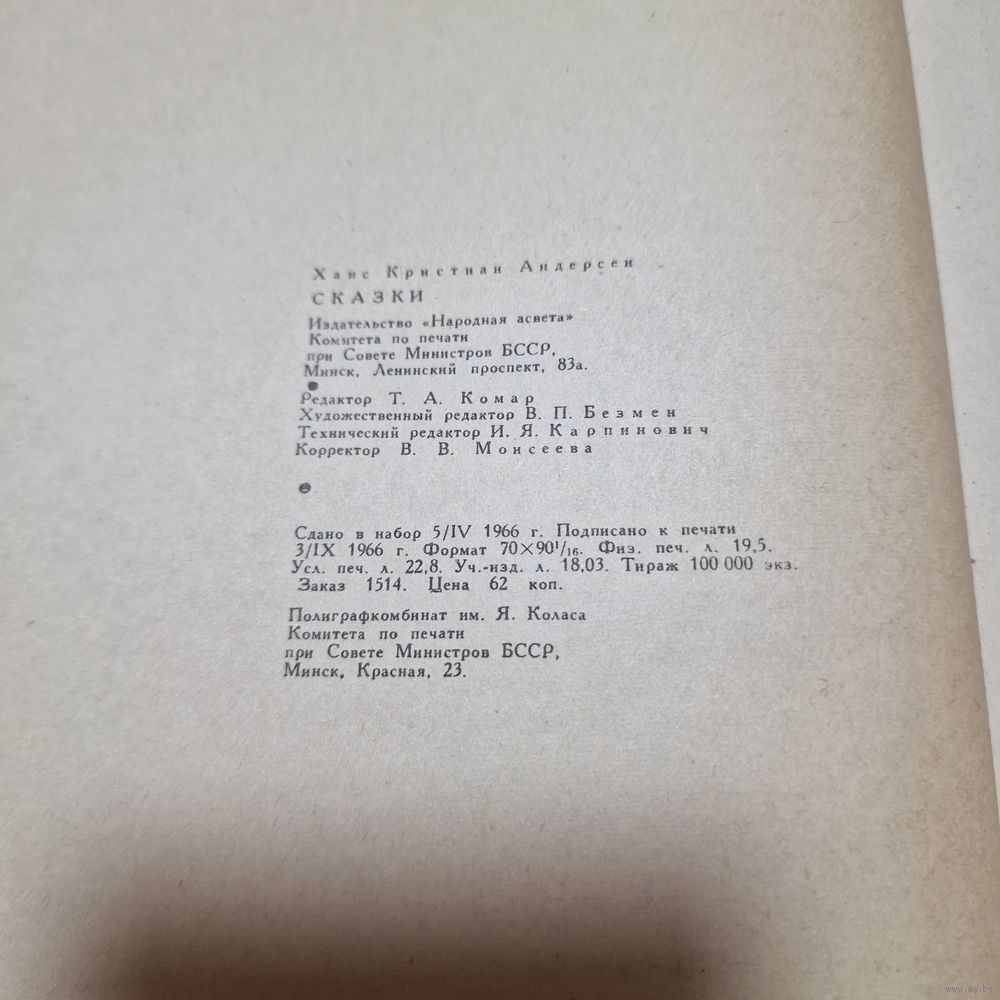 Ханс Кристиан Андерсен
СКАЗКИ
Издательство «Народная асвета»
Комитета по печати
при Совете Министров БССР,
Минск, Ленинский проспект, 83а.
Редактор Т. А. Комар
Художественный редактор В. П. Безмен
Технический редактор И. Я. Карпинович
Корректор В. В. Моисеева
Сдано в набор 5/IV 1966 г. Подписано к печати
3/IX 1966 г. Формат 70×90¹/₁₆. Физ. печ. л. 19,5.
Усл. печ. л. 22,8. Уч.-изд. л. 18,03. Тираж 100 000 экз.
Заказ 1514. Цена 62 коп.
Полиграфкомбинат им. Я. Коласа
Комитета по печати
при Совете Министров БССР,
Минск, Красная, 23.
www.ay.by